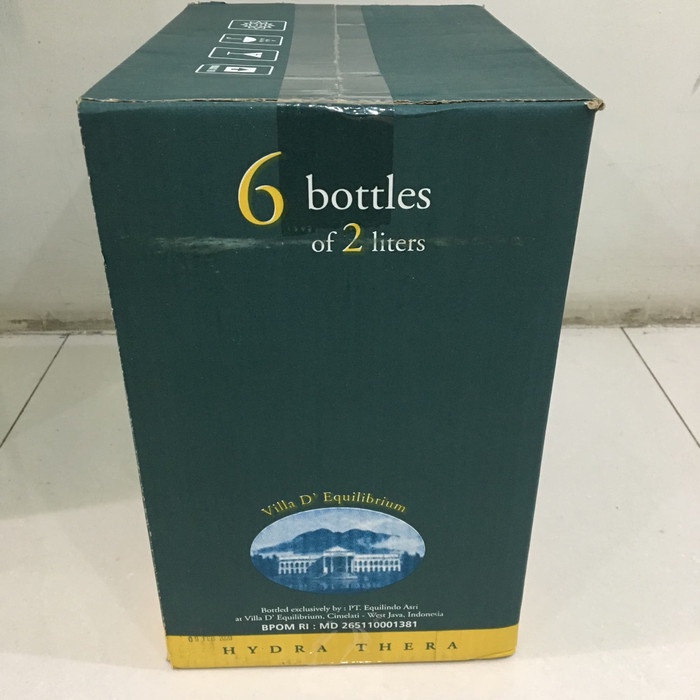 6 bottles
of 2 liters
Villa D' Equilibrium
Bottled exclusively by : PT. Equilindo Asri
at Villa D' Equilibrium, Cimelati - West Java, Indonesia
BPOM RI : MD 265110001381
HYDRA THERA